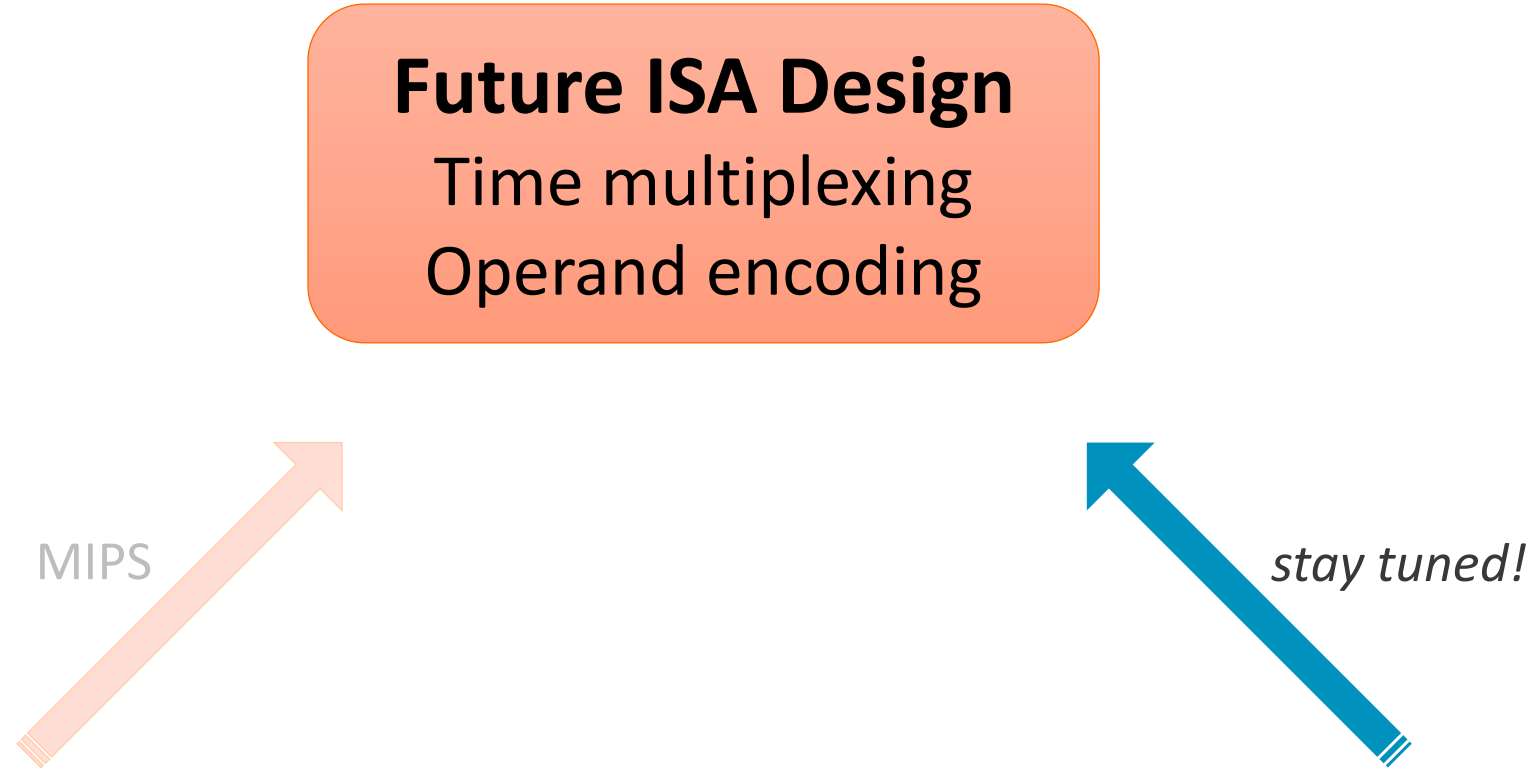 Future ISA Design
Time multiplexing
Operand encoding
MIPS
stay tuned!